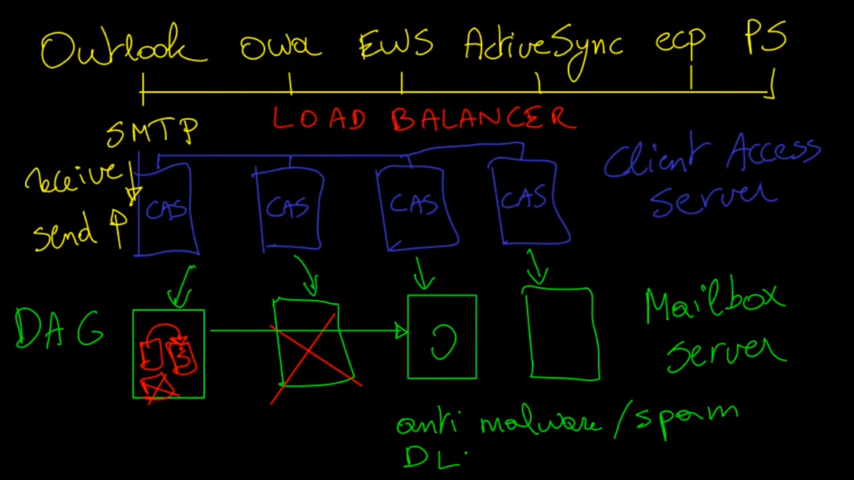 Outlook owa EWS ActiveSync ecp PS
SMTP LOAD BALANCER
receive
send
CAS CAS CAS CAS
Client Access
Server
DAG
Mailbox
server
anti malware/spam
DL.